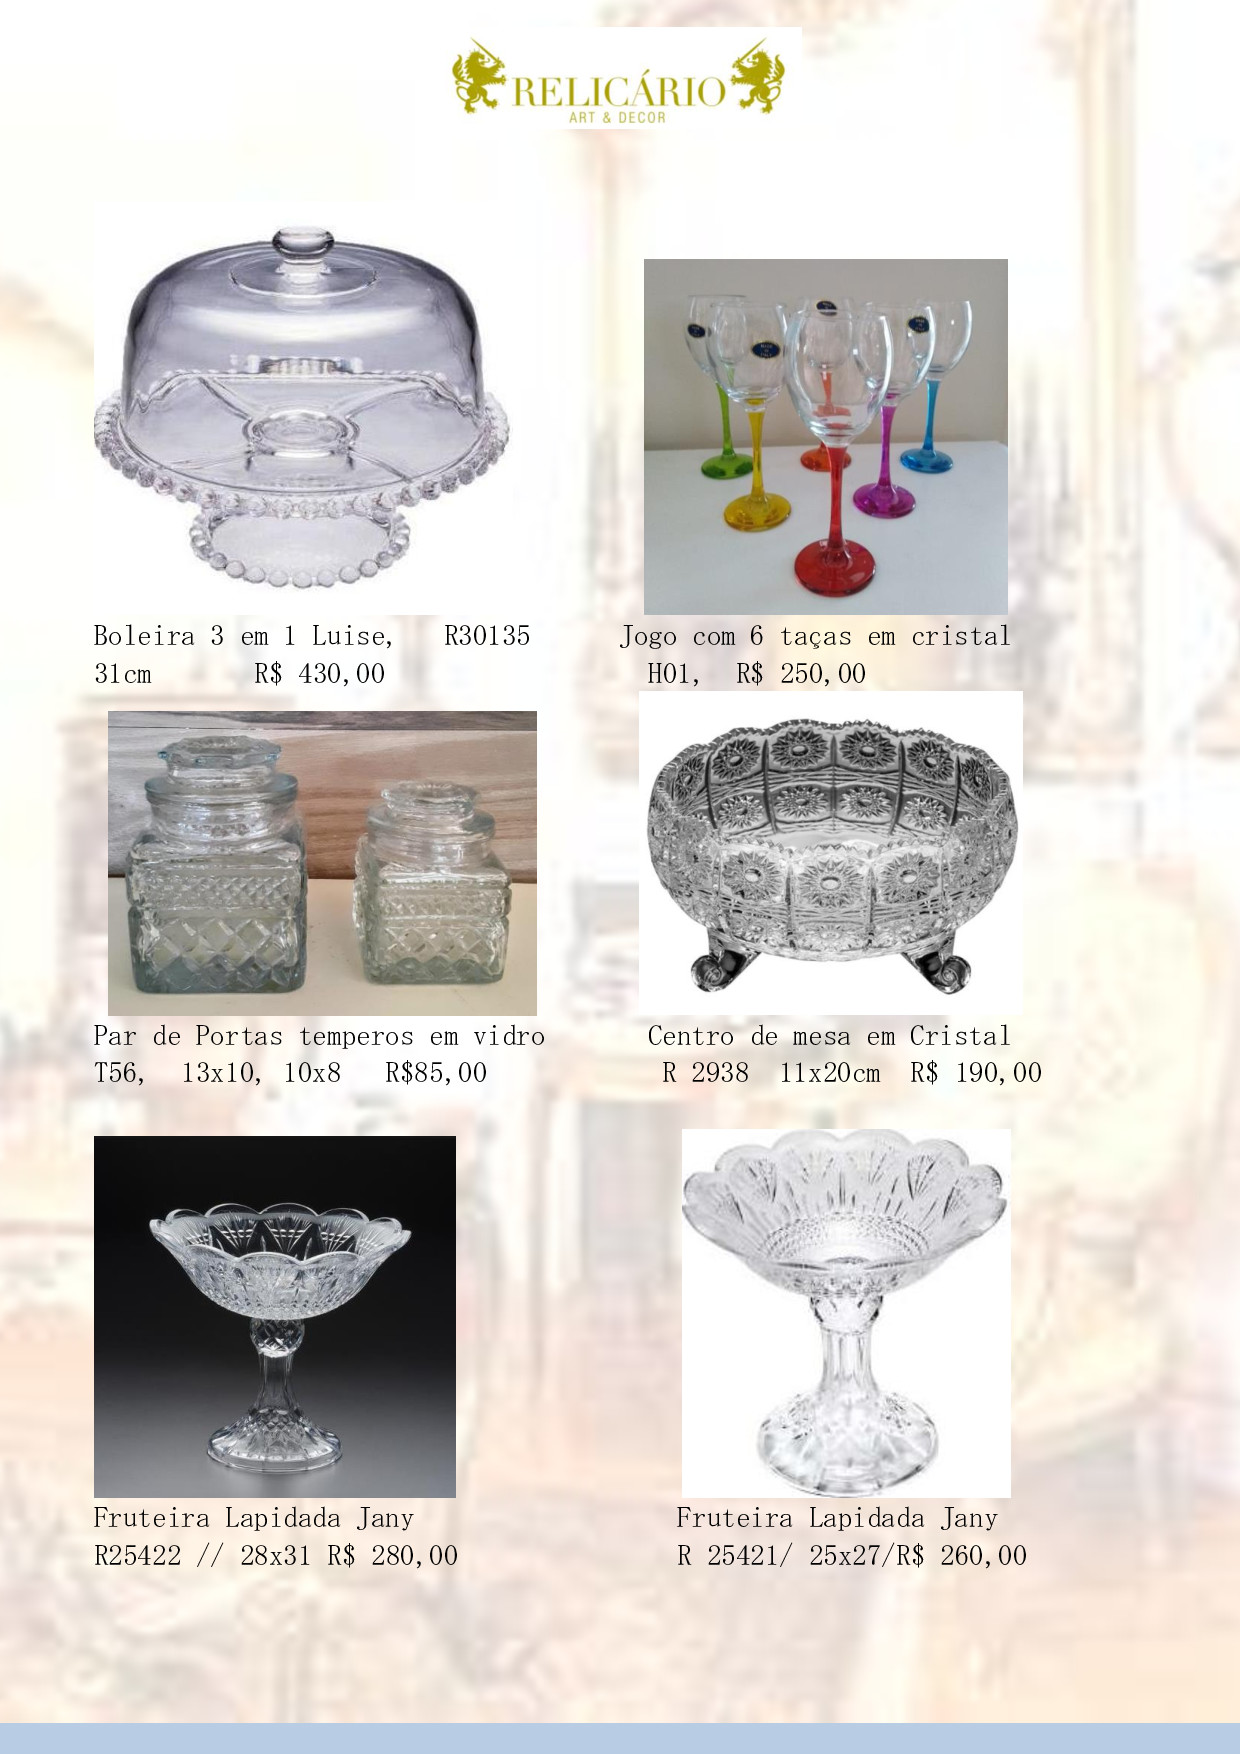 RELICÁRIO
ART & DECOR
Boleira 3 em 1 Luise, R30135
31cm R$ 430,00
Jogo com 6 taças em cristal
H01, R$ 250,00
Par de Portas temperos em vidro
T56, 13x10, 10x8 R$85,00
Centro de mesa em Cristal
R 2938 11x20cm R$ 190,00
Fruteira Lapidada Jany
R25422 // 28x31 R$ 280,00
Fruteira Lapidada Jany
R 25421/ 25x27/R$ 260,00